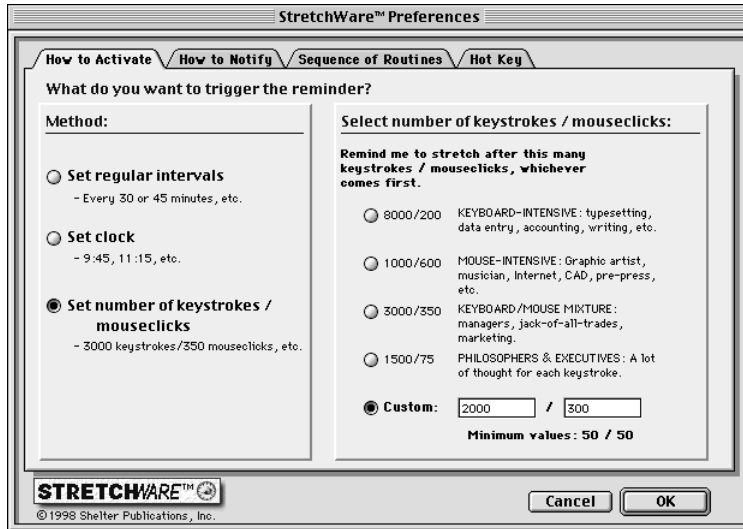 StretchWare™ Preferences
How to Activate
How to Notify
Sequence of Routines
Hot Key
What do you want to trigger the reminder?
Method:
Set regular intervals
- Every 30 or 45 minutes, etc.
Set clock
- 9:45, 11:15, etc.
Set number of keystrokes /
mouseclicks
- 3000 keystrokes/350 mouseclicks, etc.
Select number of keystrokes / mouseclicks:
Remind me to stretch after this many
keystrokes / mouseclicks, whichever
comes first.
8000/200 KEYBOARD-INTENSIVE: typesetting,
data entry, accounting, writing, etc.
1000/600 MOUSE-INTENSIVE: Graphic artist,
musician, Internet, CAD, pre-press,
etc.
3000/350 KEYBOARD/MOUSE MIXTURE:
managers, jack-of-all-trades,
marketing.
1500/75 PHILOSOPHERS & EXECUTIVES: A lot
of thought for each keystroke.
Custom: 2000 / 300
Minimum values: 50 / 50
STRETCHWARE™
©1998 Shelter Publications, Inc.
Cancel
OK